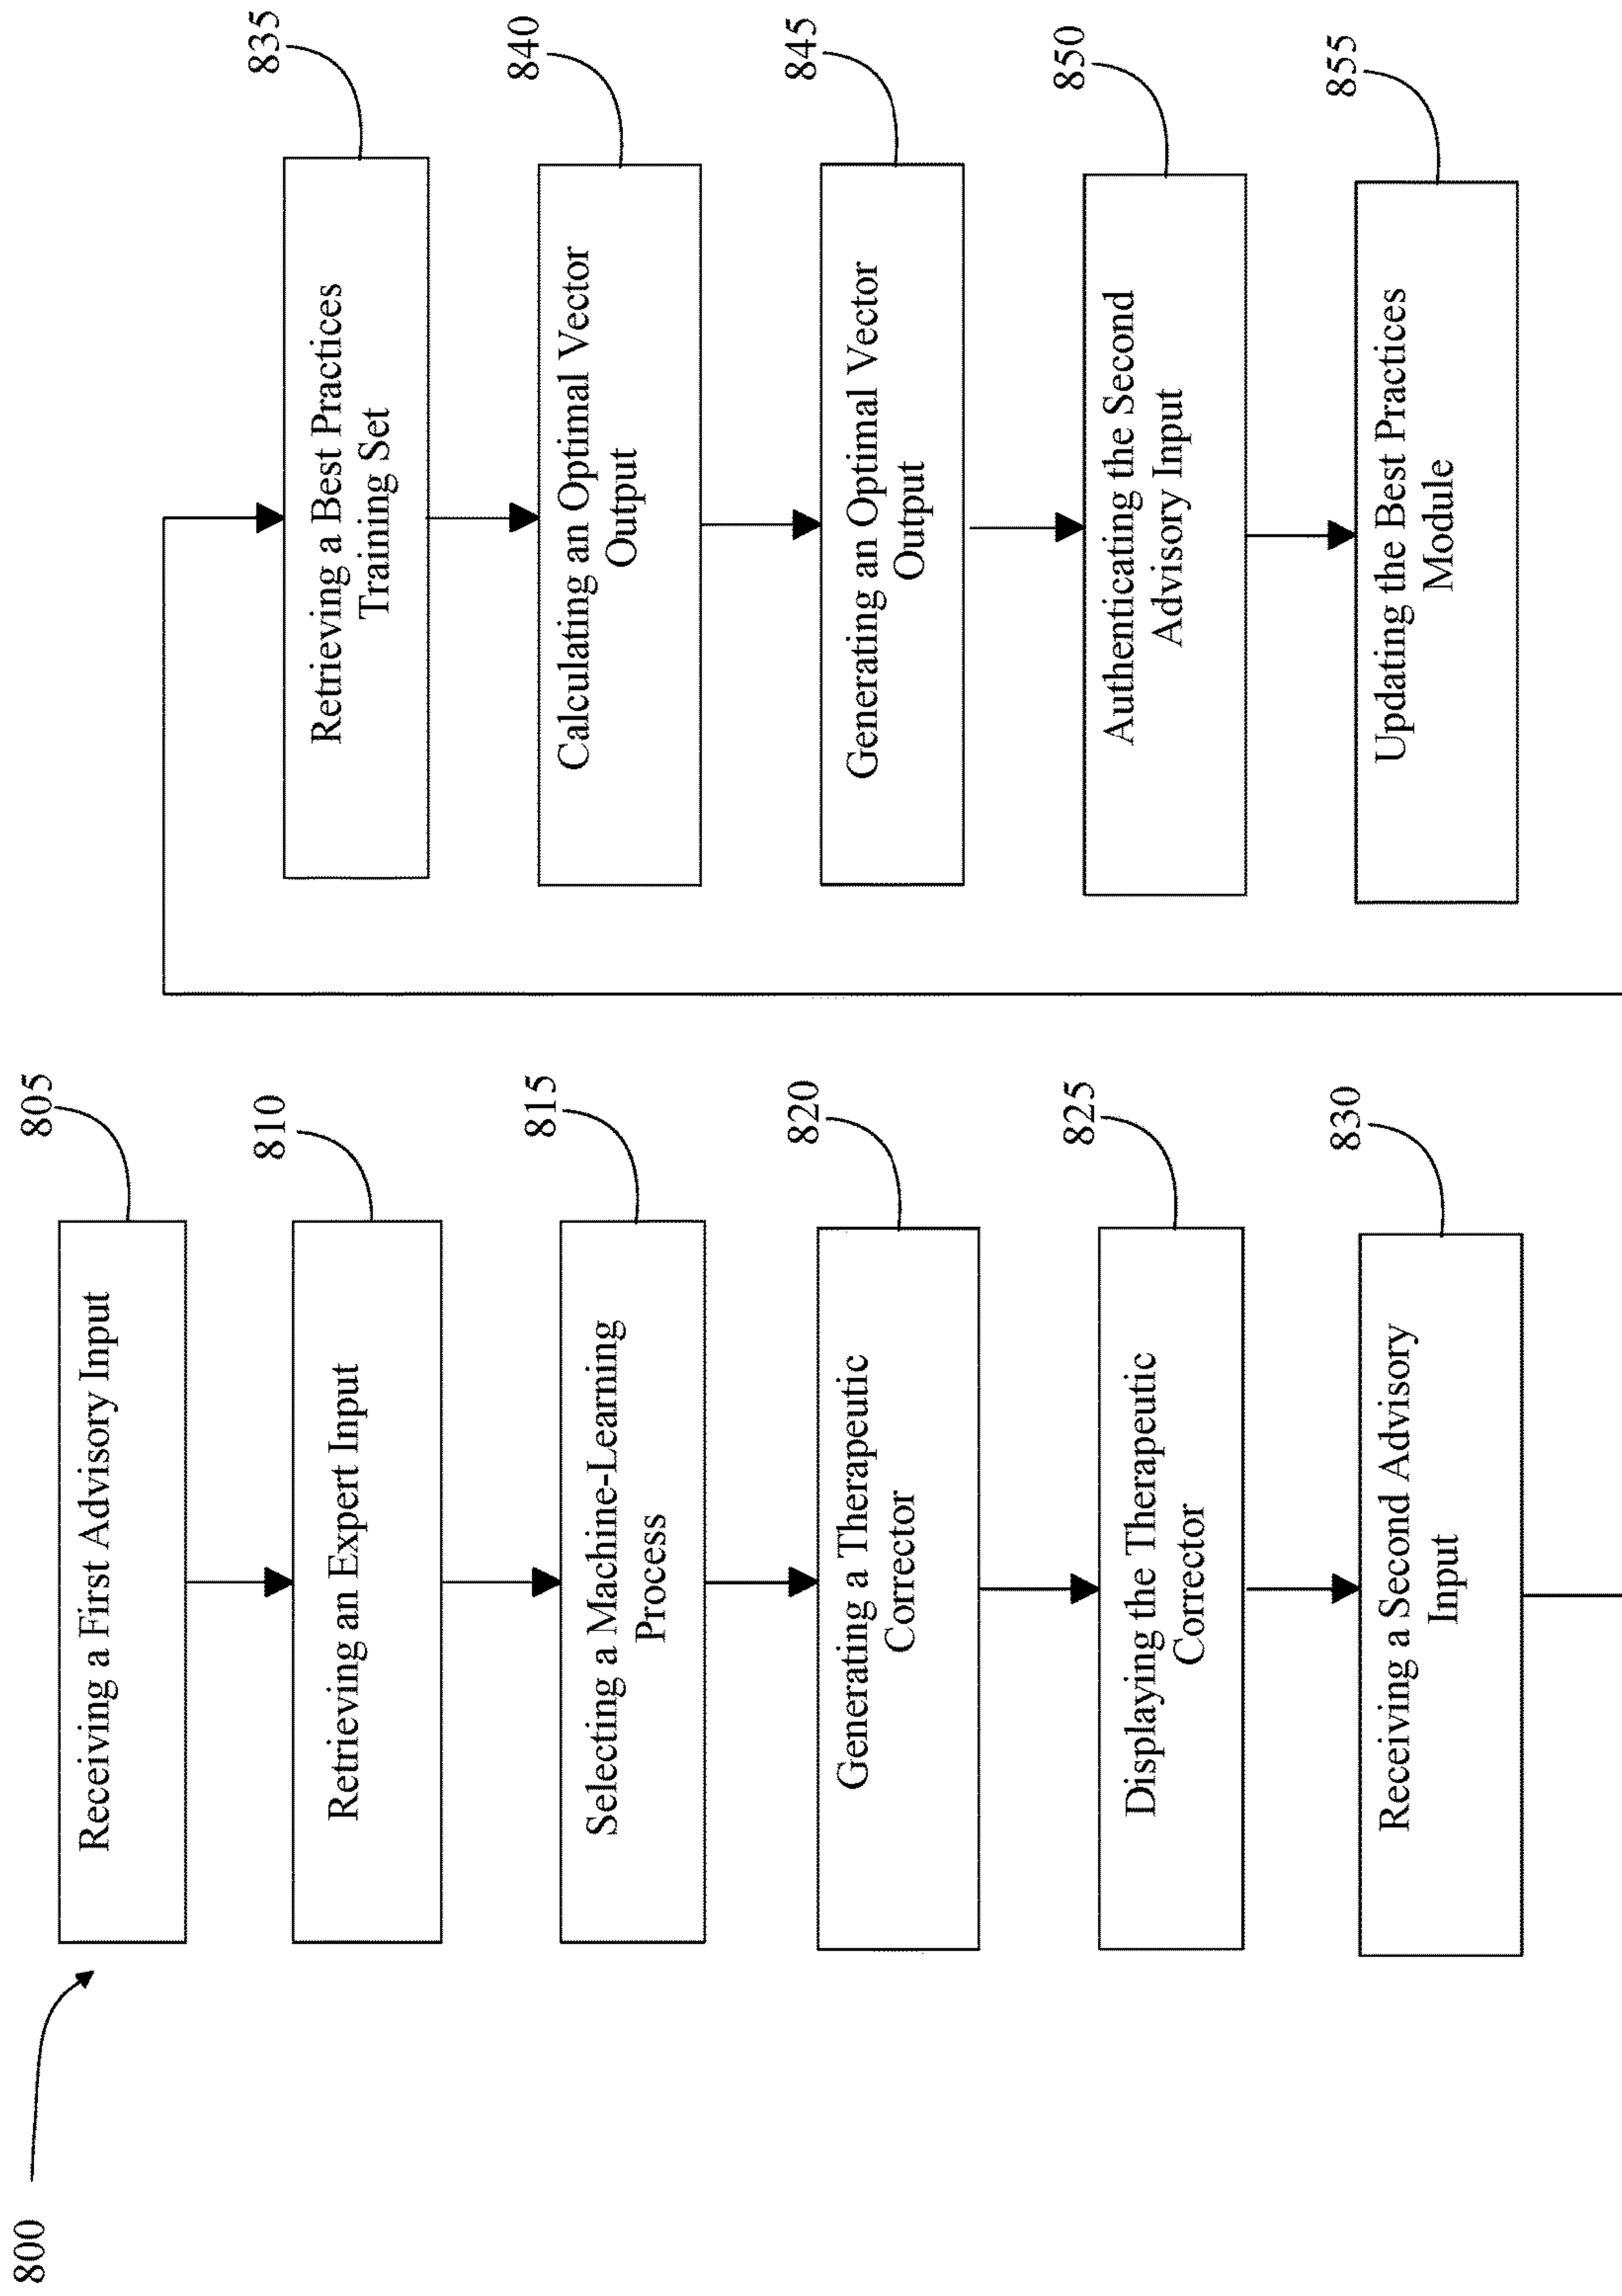 800
805
Receiving a First Advisory Input
810
Retrieving an Expert Input
815
Selecting a Machine-Learning
Process
820
Generating a Therapeutic
Corrector
825
Displaying the Therapeutic
Corrector
830
Receiving a Second Advisory
Input
835
Retrieving a Best Practices
Training Set
840
Calculating an Optimal Vector
Output
845
Generating an Optimal Vector
Output
850
Authenticating the Second
Advisory Input
855
Updating the Best Practices
Module